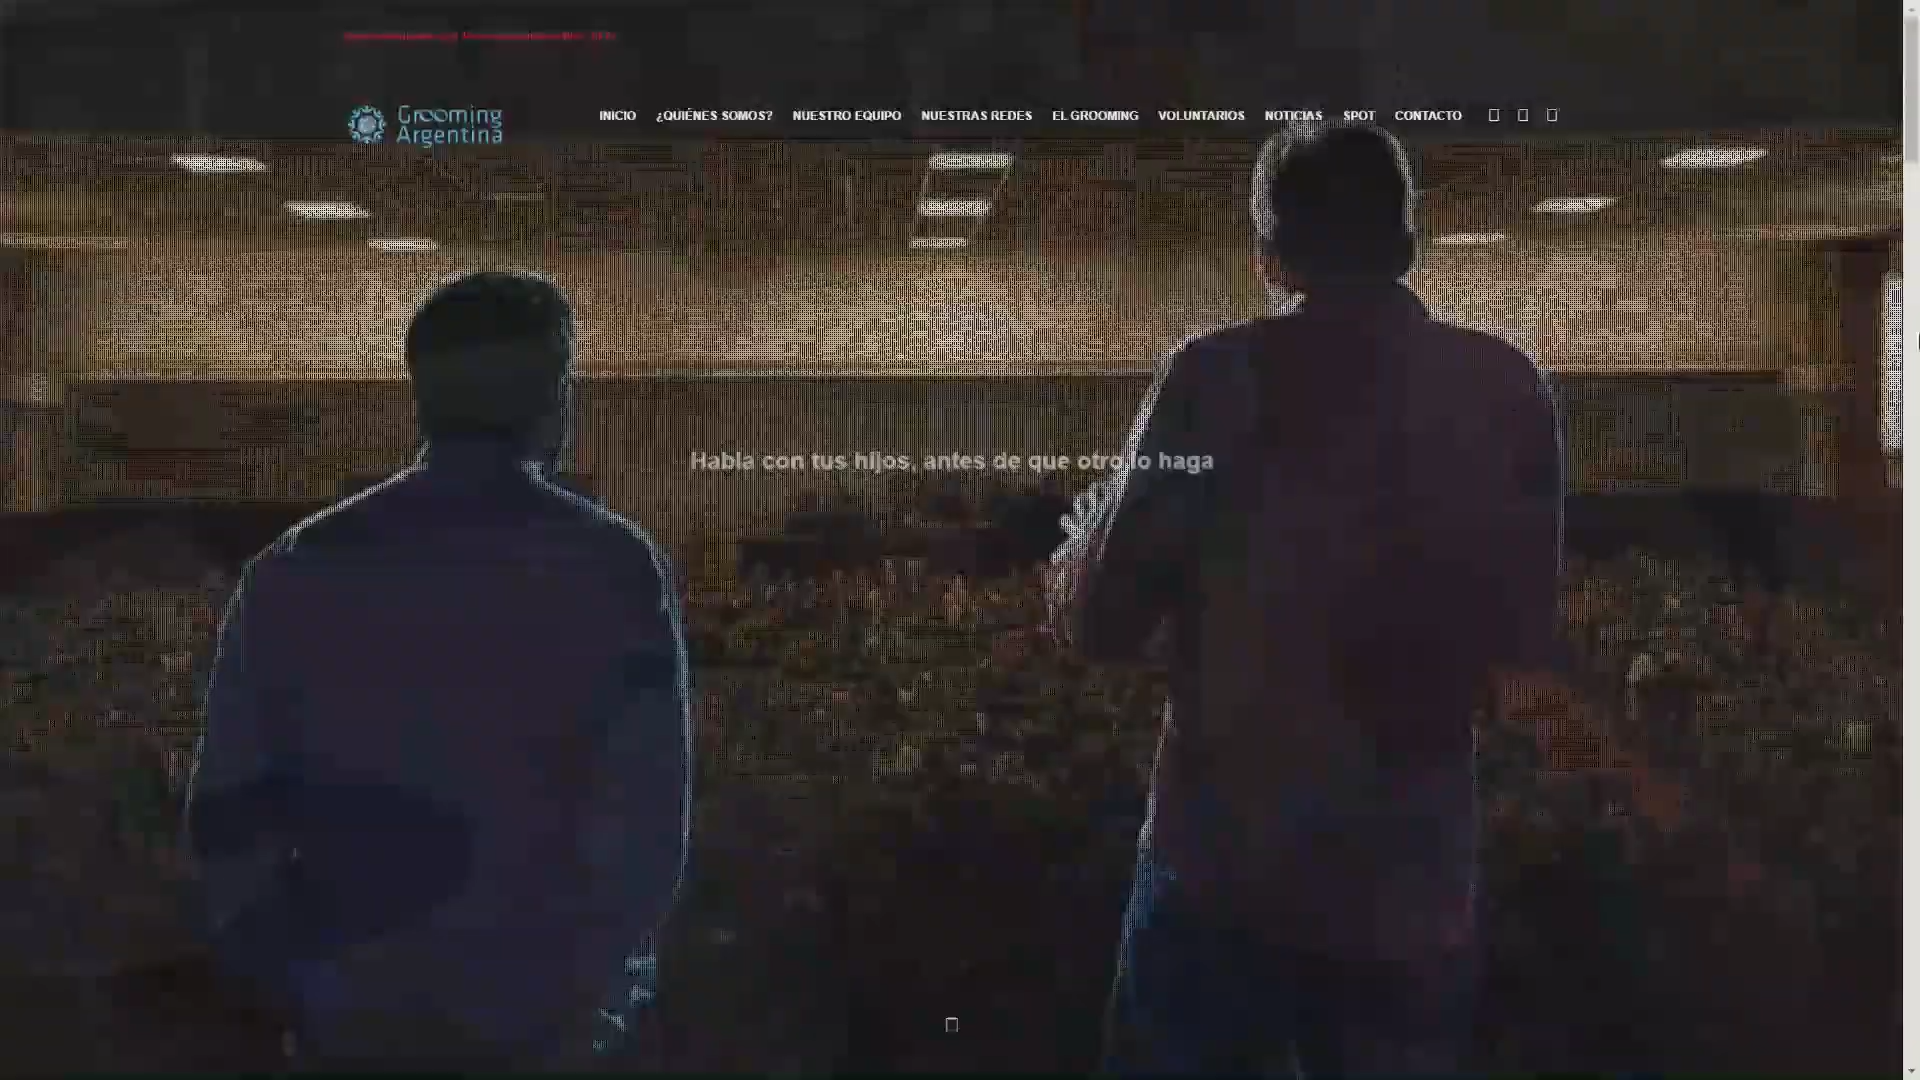 Grooming
Argentina
INICIO ¿QUIÉNES SOMOS? NUESTRO EQUIPO NUESTRAS REDES EL GROOMING VOLUNTARIOS NOTICIAS SPOT CONTACTO
Habla con tus hijos, antes de que otro lo haga